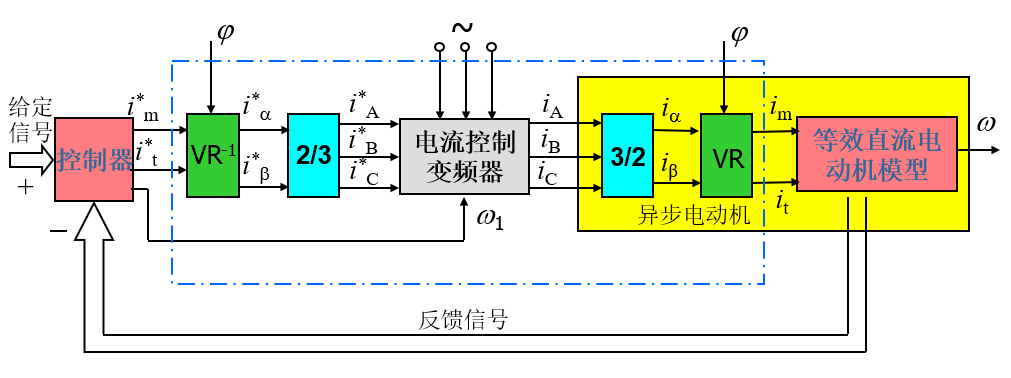 φ
~
φ
给定
信号
+
−
控制器
i*m
i*t
VR-1
i*α
i*β
2/3
i*A
i*B
i*C
电流控制
变频器
ω1
iA
iB
iC
3/2
iα
iβ
VR
im
it
等效直流电
动机模型
ω
异步电动机
反馈信号